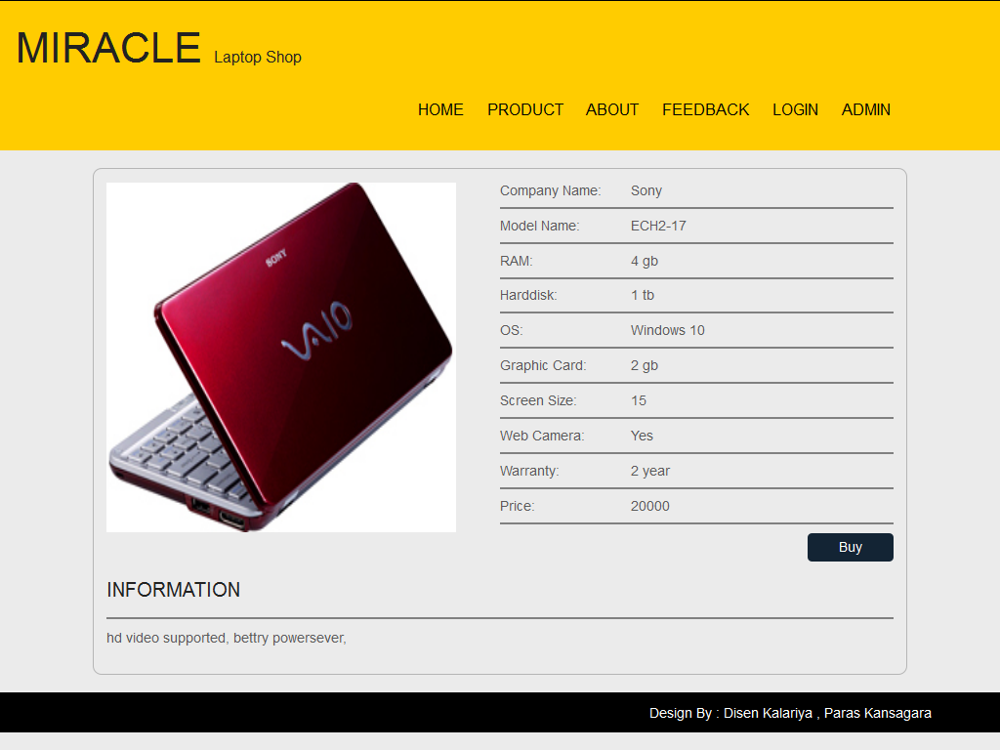 MIRACLE Laptop Shop
HOME PRODUCT ABOUT FEEDBACK LOGIN ADMIN
SONY
VAIO
Company Name: Sony
Model Name: ECH2-17
RAM: 4 gb
Harddisk: 1 tb
OS: Windows 10
Graphic Card: 2 gb
Screen Size: 15
Web Camera: Yes
Warranty: 2 year
Price: 20000
Buy
INFORMATION
hd video supported, bettry powersever,
Design By : Disen Kalariya , Paras Kansagara